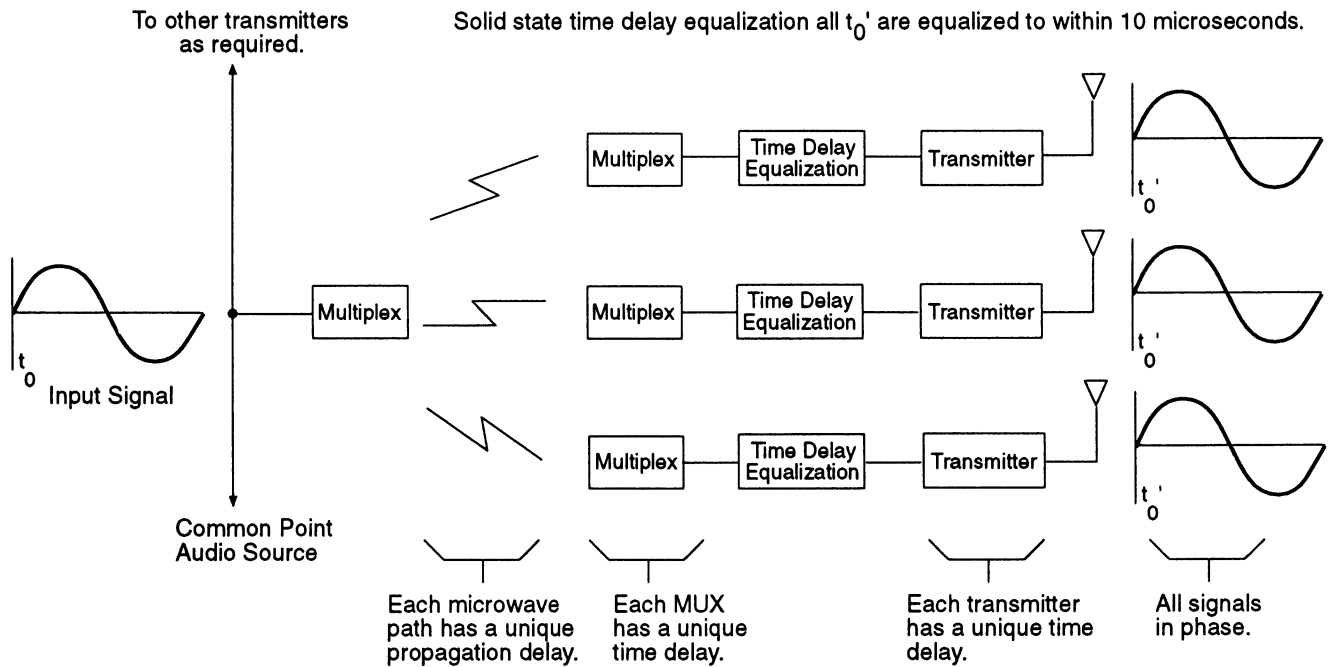 To other transmitters
as required.
Solid state time delay equalization all t0' are equalized to within 10 microseconds.
Multiplex
Time Delay
Equalization
Transmitter
t0'
t0
Input Signal
Multiplex
Multiplex
Time Delay
Equalization
Transmitter
t0'
Multiplex
Time Delay
Equalization
Transmitter
t0'
Common Point
Audio Source
Each microwave
path has a unique
propagation delay.
Each MUX
has a unique
time delay.
Each transmitter
has a unique time
delay.
All signals
in phase.